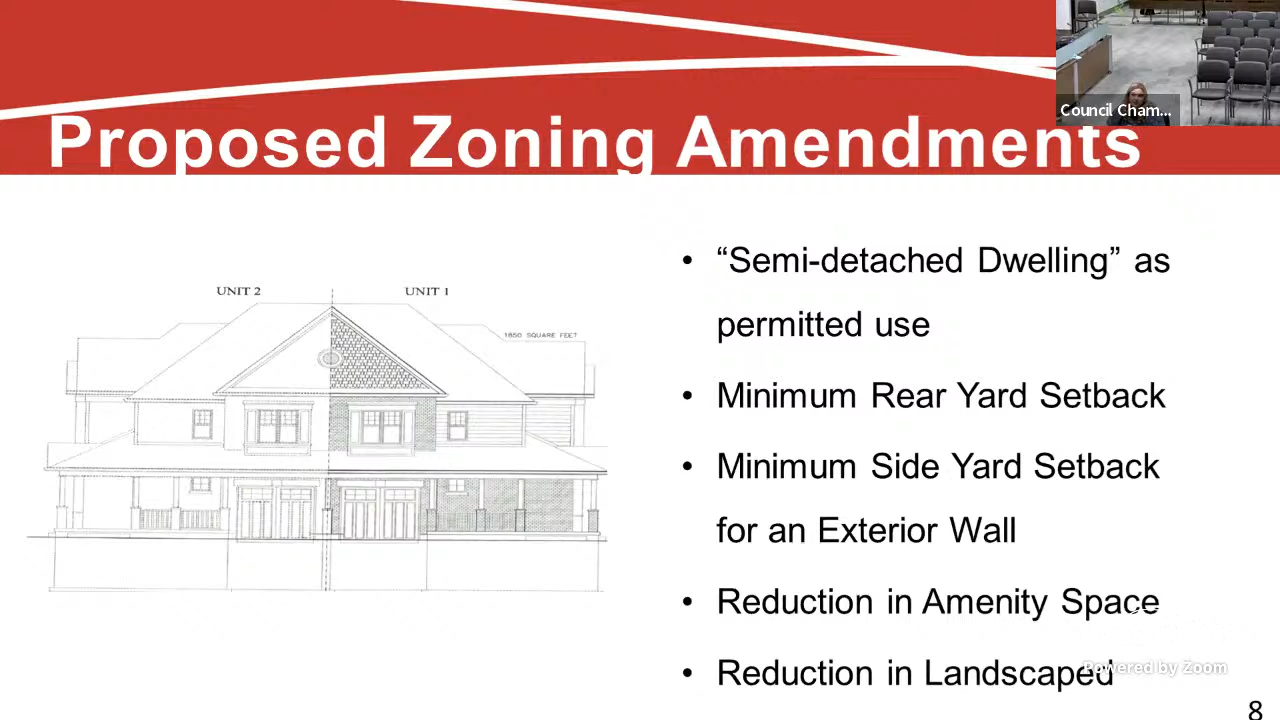 Council Cham...
Proposed Zoning Amendments
UNIT 2
UNIT 1
1850 SQUARE FEET
• “Semi-detached Dwelling” as
permitted use
• Minimum Rear Yard Setback
• Minimum Side Yard Setback
for an Exterior Wall
• Reduction in Amenity Space
• Reduction in Landscaped
Powered by Zoom
8